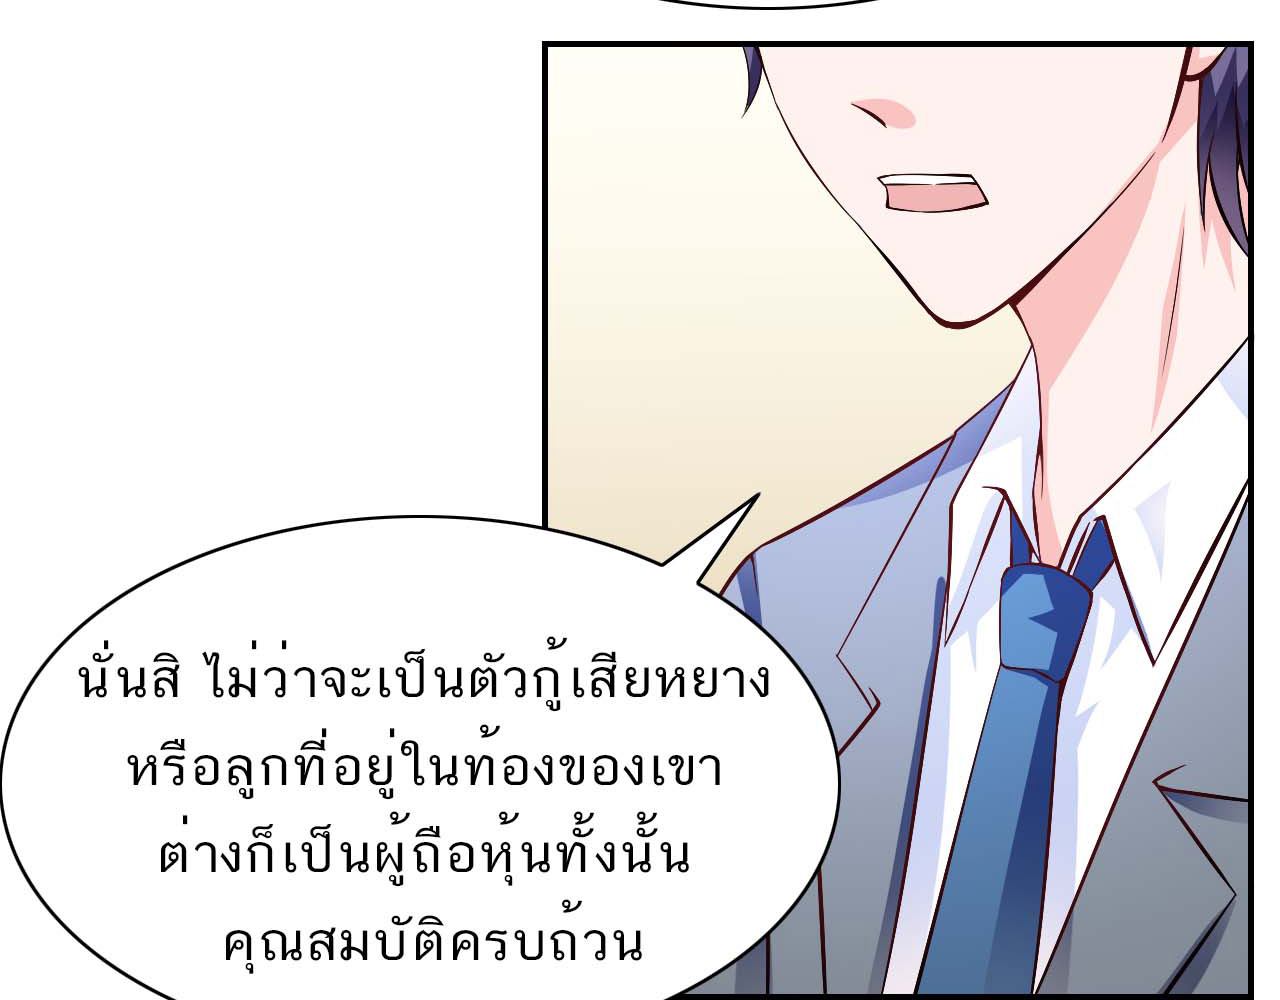 นั่นสิ ไม่ว่าจะเป็นตัวกู้เสียหยาง
หรือลูกที่อยู่ในท้องของเขา
ต่างก็เป็นผู้ถือหุ้นทั้งนั้น
คุณสมบัติครบถ้วน